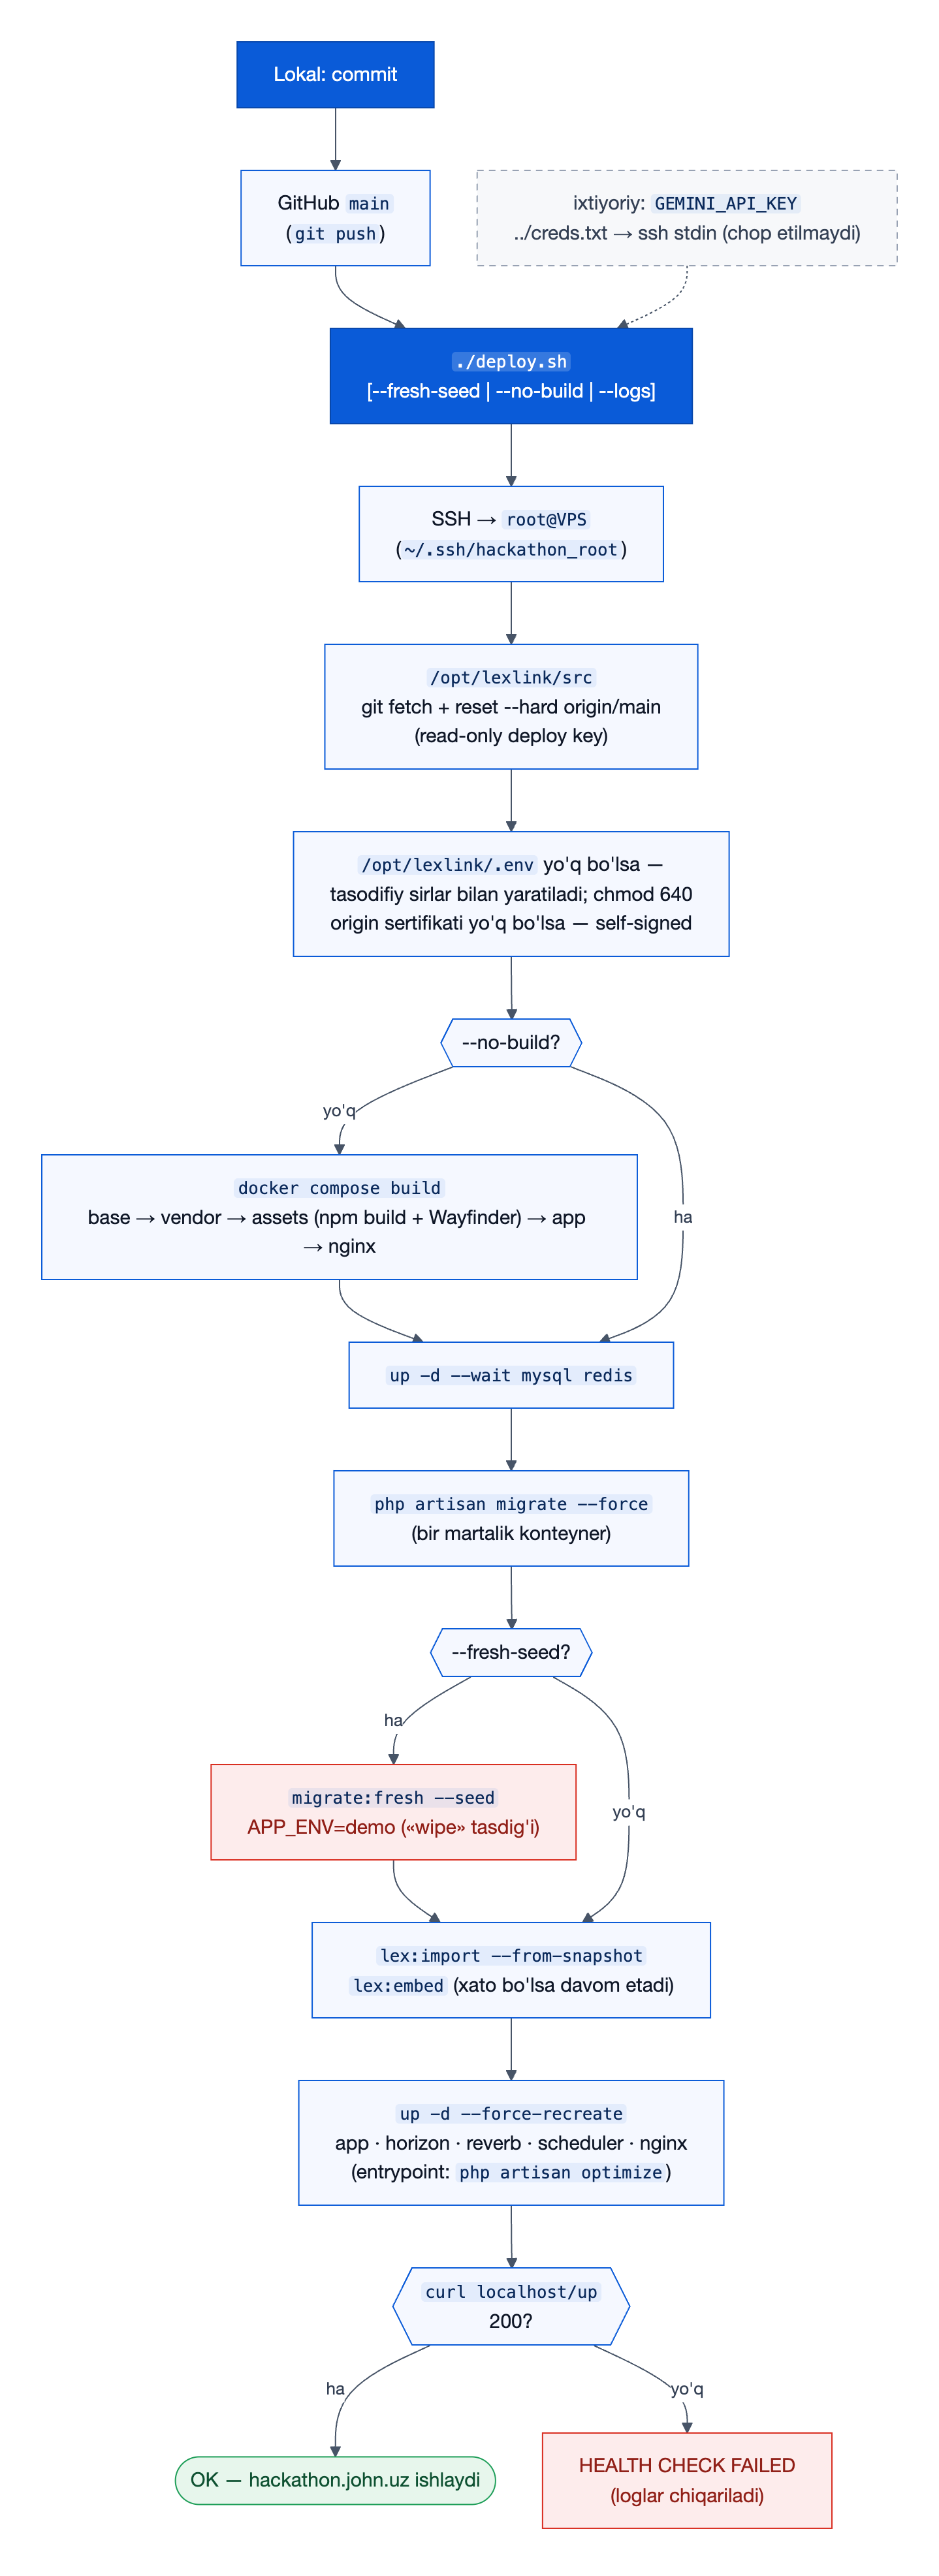 Lokal: commit
GitHub main
(git push)
ixtiyoriy: GEMINI_API_KEY
../creds.txt → ssh stdin (chop etilmaydi)
./deploy.sh
[--fresh-seed | --no-build | --logs]
SSH → root@VPS
(~/.ssh/hackathon_root)
/opt/lexlink/src
git fetch + reset --hard origin/main
(read-only deploy key)
/opt/lexlink/.env yo'q bo'lsa —
tasodifiy sirlar bilan yaratiladi; chmod 640
origin sertifikati yo'q bo'lsa — self-signed
--no-build?
yo'q
docker compose build
base → vendor → assets (npm build + Wayfinder) → app
→ nginx
ha
up -d --wait mysql redis
php artisan migrate --force
(bir martalik konteyner)
--fresh-seed?
ha
migrate:fresh --seed
APP_ENV=demo («wipe» tasdig'i)
yo'q
lex:import --from-snapshot
lex:embed (xato bo'lsa davom etadi)
up -d --force-recreate
app · horizon · reverb · scheduler · nginx
(entrypoint: php artisan optimize)
curl localhost/up
200?
ha
yo'q
OK — hackathon.john.uz ishlaydi
HEALTH CHECK FAILED
(loglar chiqariladi)